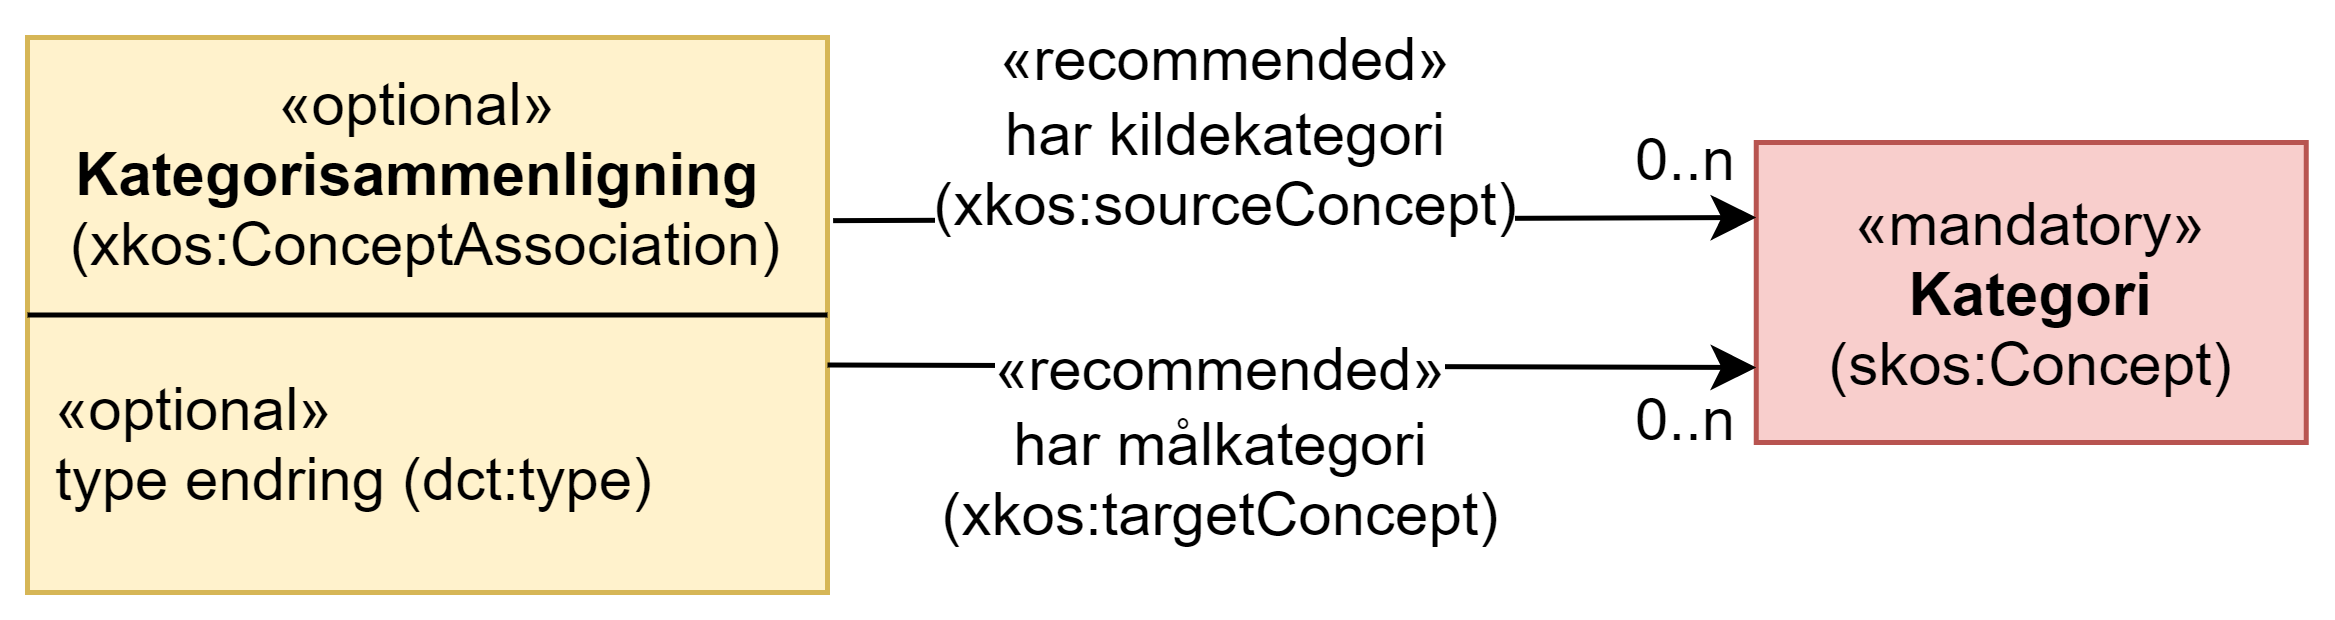 «optional»
Kategorisammenligning
(xkos:ConceptAssociation)
«optional»
type endring (dct:type)
«recommended»
har kildekategori
(xkos:sourceConcept)
0..n
«recommended»
har målkategori
(xkos:targetConcept)
0..n
«mandatory»
Kategori
(skos:Concept)